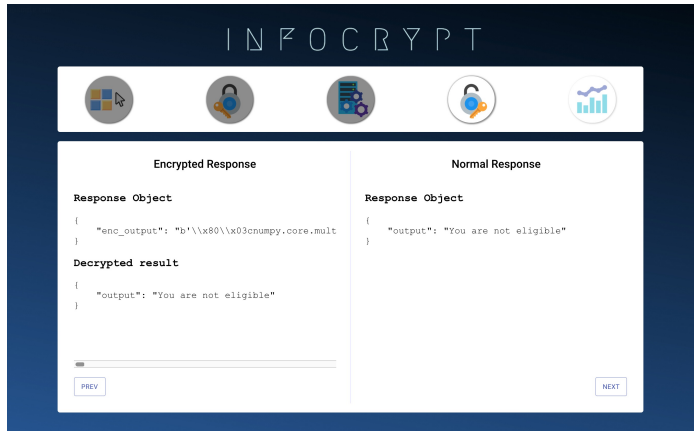 INFOCRYPT
Encrypted Response
Response Object
{
    "enc_output": "b'\\x80\\x03cnumpy.core.mult
}
Decrypted result
{
    "output": "You are not eligible"
}
PREV
Normal Response
Response Object
{
    "output": "You are not eligible"
}
NEXT